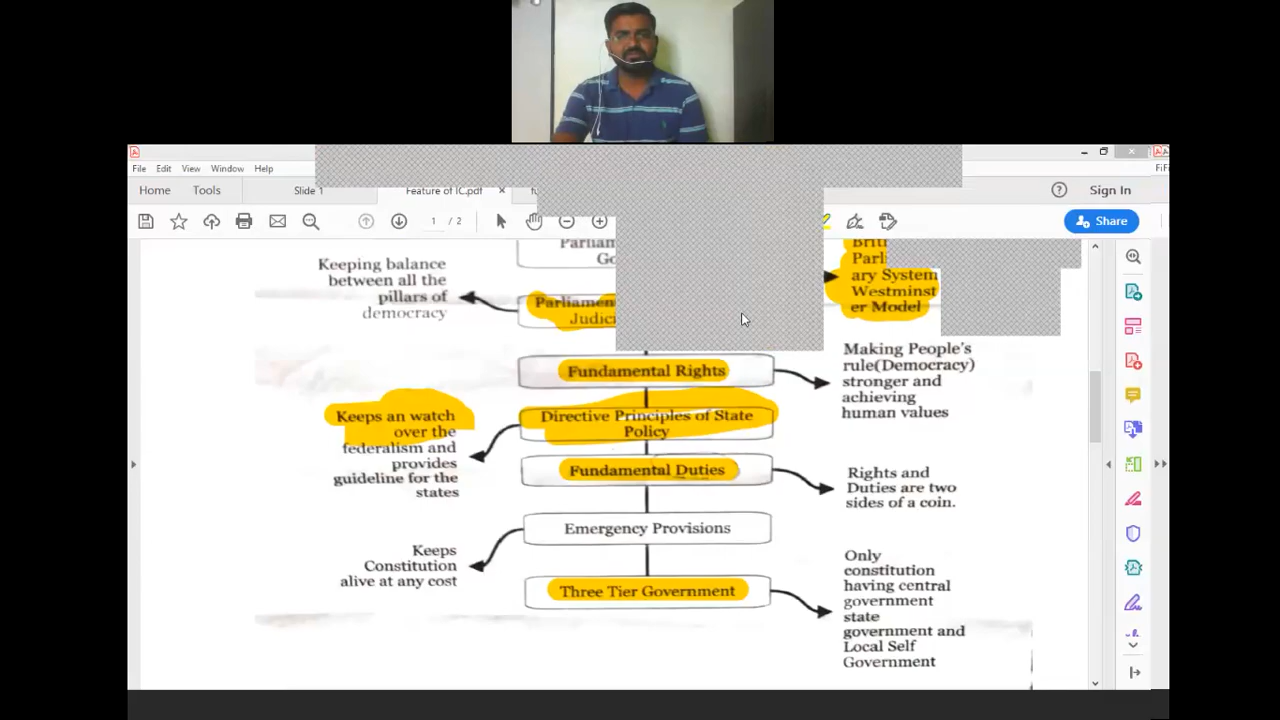 File Edit View Window Help
Home Tools Slide 1 Feature of IC.pdf × Sign In
1 / 2 Share
Keeping balance
between all the
pillars of
democracy
ary System
Westminst
er Model
Fundamental Rights
Making People's
rule(Democracy)
stronger and
achieving
human values
Keeps an watch
over the
federalism and
provides
guideline for the
states
Directive Principles of State
Policy
Fundamental Duties
Rights and
Duties are two
sides of a coin.
Emergency Provisions
Keeps
Constitution
alive at any cost
Three Tier Government
Only
constitution
having central
government
state
government and
Local Self
Government